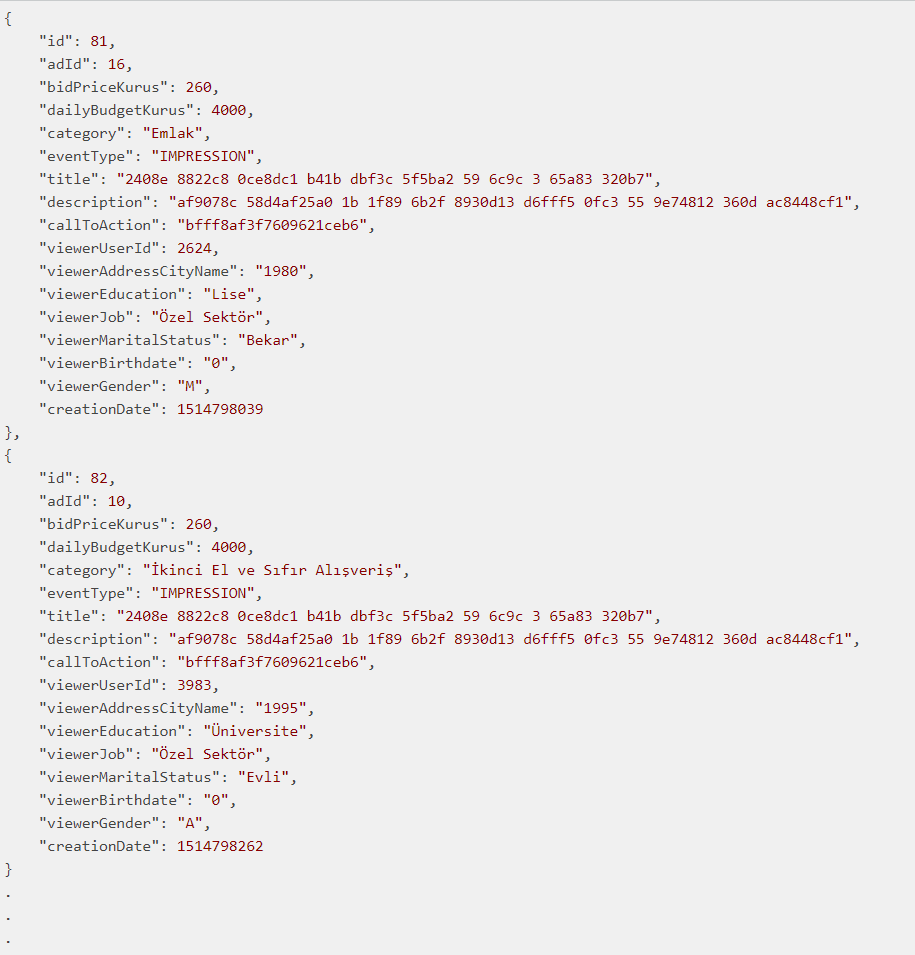 {
"id": 81,
"adId": 16,
"bidPriceKurus": 260,
"dailyBudgetKurus": 4000,
"category": "Emlak",
"eventType": "IMPRESSION",
"title": "2408e 8822c8 0ce8dc1 b41b dbf3c 5f5ba2 59 6c9c 3 65a83 320b7",
"description": "af9078c 58d4af25a0 1b 1f89 6b2f 8930d13 d6fff5 0fc3 55 9e74812 360d ac8448cf1",
"callToAction": "bfff8af3f7609621ceb6",
"viewerUserId": 2624,
"viewerAddressCityName": "1980",
"viewerEducation": "Lise",
"viewerJob": "Özel Sektör",
"viewerMaritalStatus": "Bekar",
"viewerBirthdate": "0",
"viewerGender": "M",
"creationDate": 1514798039
},
{
"id": 82,
"adId": 10,
"bidPriceKurus": 260,
"dailyBudgetKurus": 4000,
"category": "İkinci El ve Sıfır Alışveriş",
"eventType": "IMPRESSION",
"title": "2408e 8822c8 0ce8dc1 b41b dbf3c 5f5ba2 59 6c9c 3 65a83 320b7",
"description": "af9078c 58d4af25a0 1b 1f89 6b2f 8930d13 d6fff5 0fc3 55 9e74812 360d ac8448cf1",
"callToAction": "bfff8af3f7609621ceb6",
"viewerUserId": 3983,
"viewerAddressCityName": "1995",
"viewerEducation": "Üniversite",
"viewerJob": "Özel Sektör",
"viewerMaritalStatus": "Evli",
"viewerBirthdate": "0",
"viewerGender": "A",
"creationDate": 1514798262
}
.
.
.